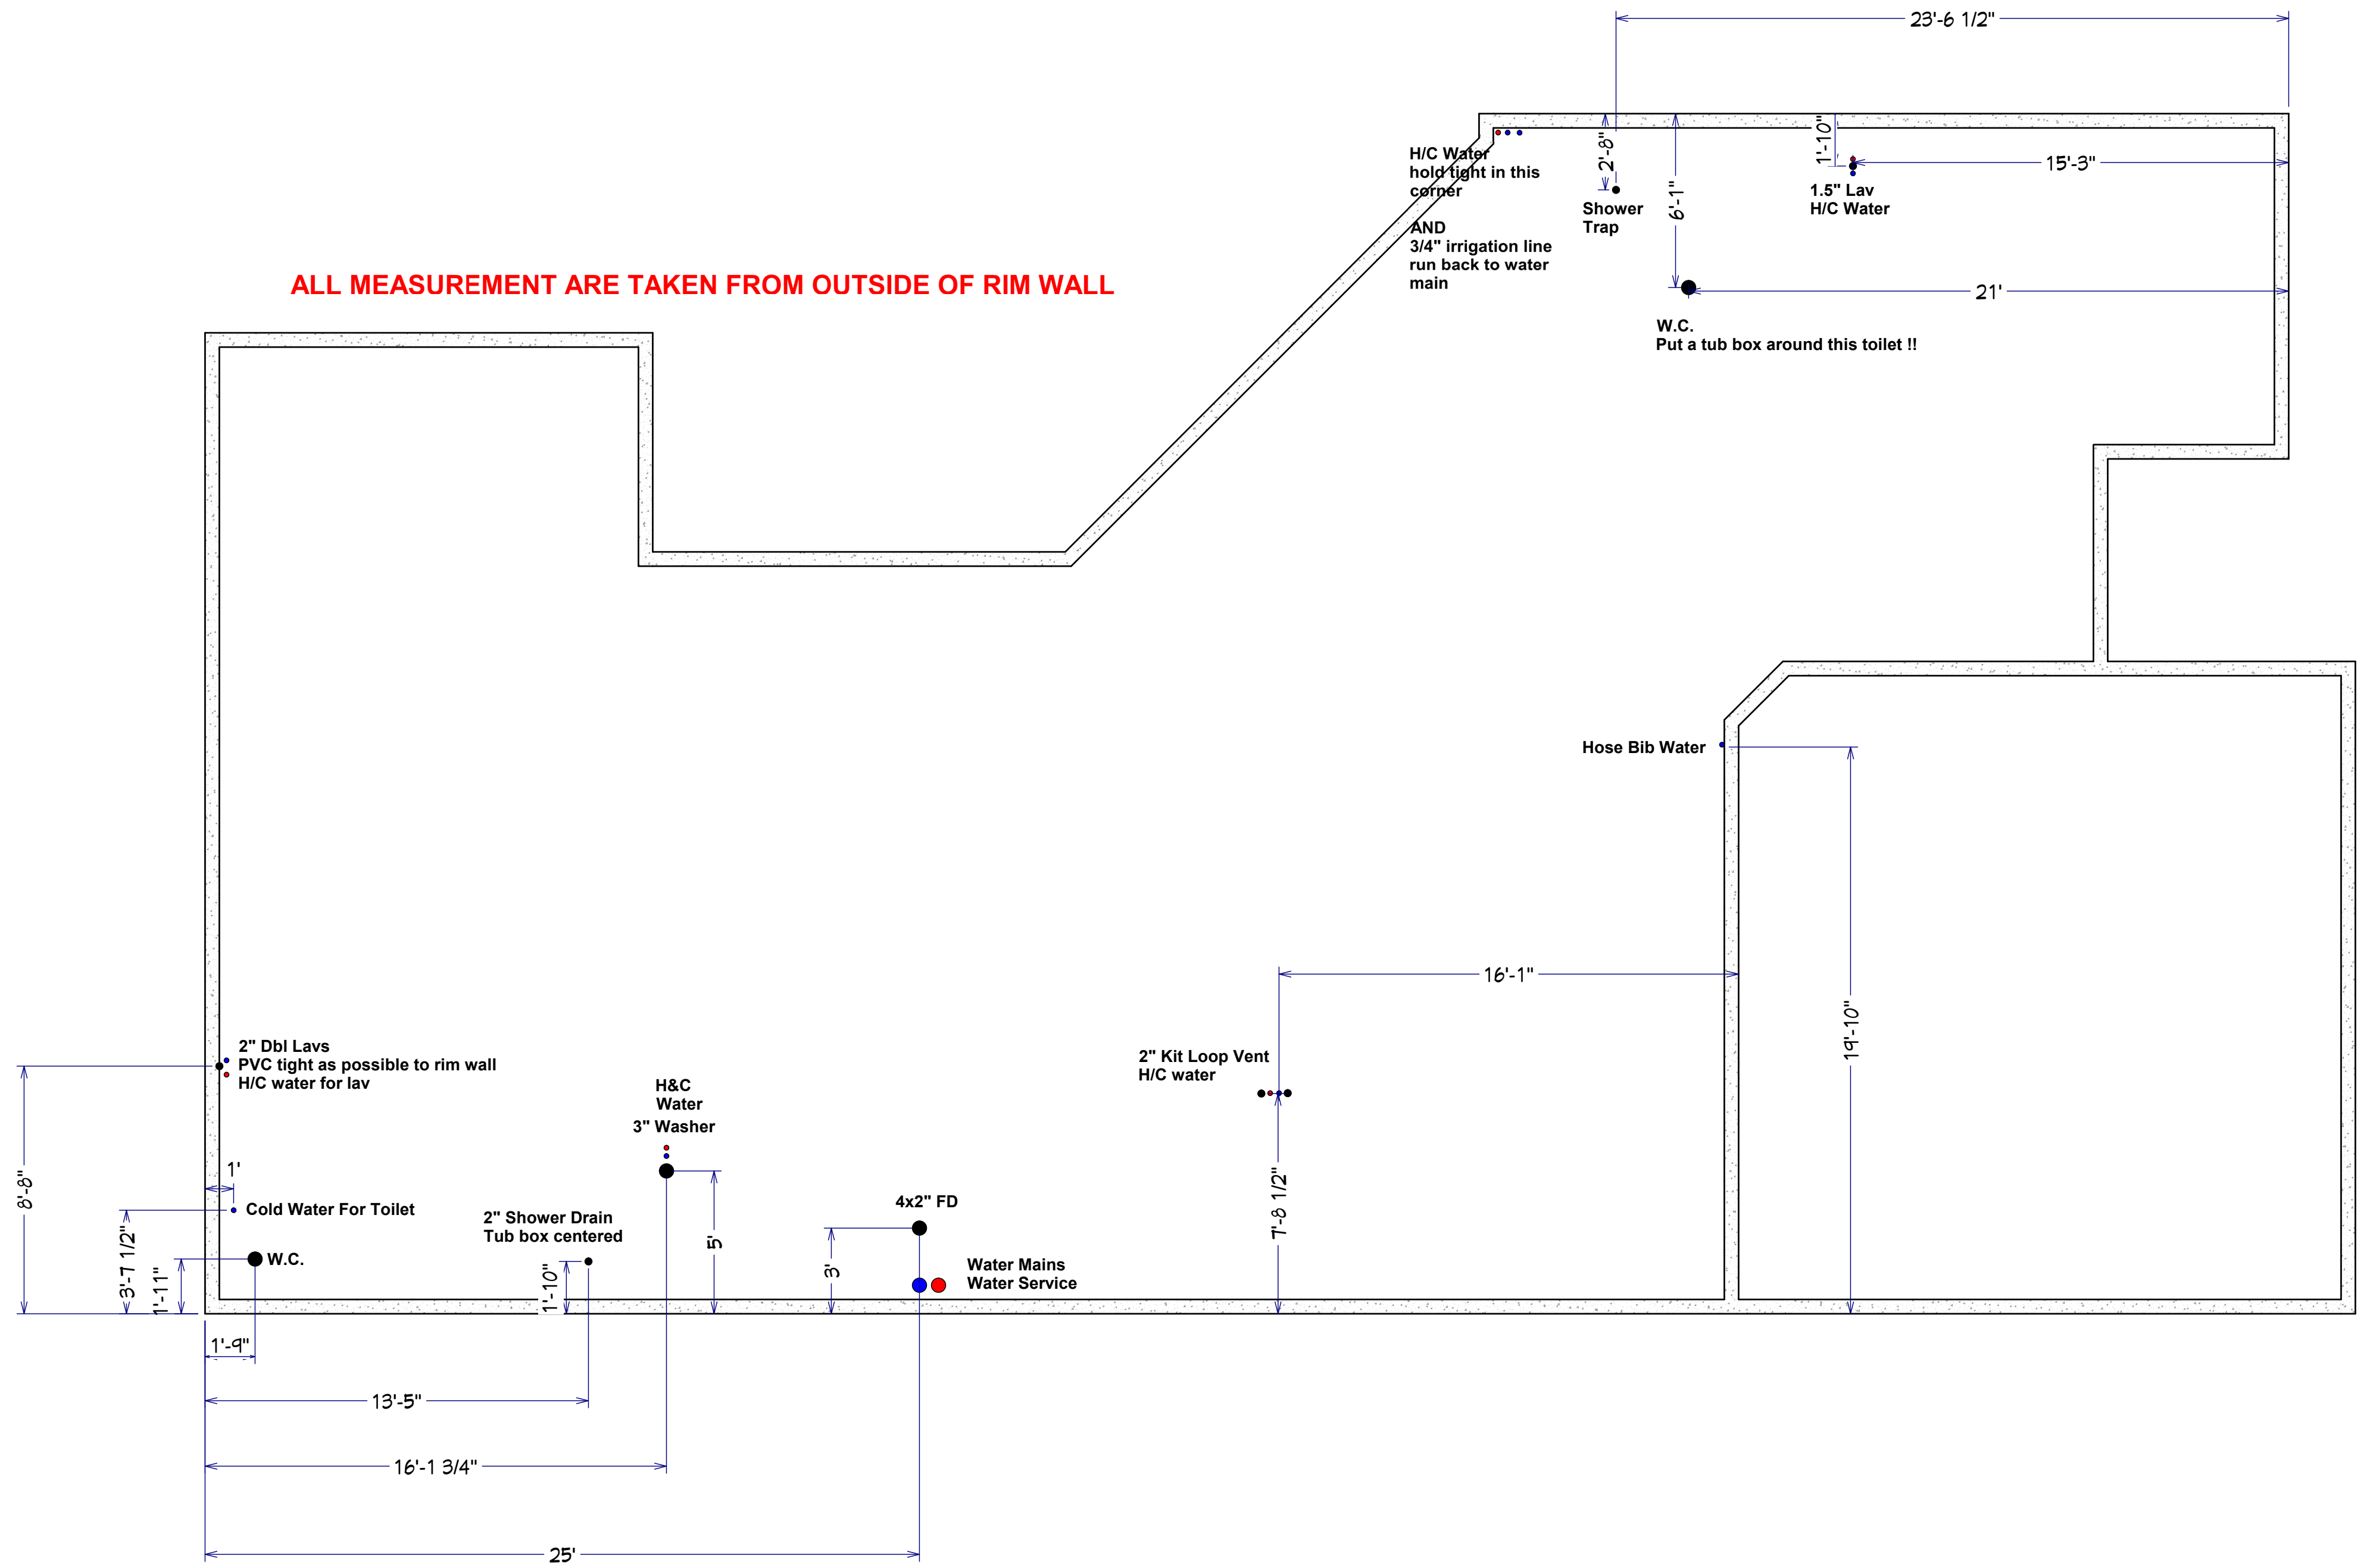 23'-6 1/2"
2'-8"
6'-1"
1'-10"
15'-3"
H/C Water
hold tight in this
corner
AND
3/4" irrigation line
run back to water
main
Shower
Trap
1.5" Lav
H/C Water
21'
W.C.
Put a tub box around this toilet !!
ALL MEASUREMENT ARE TAKEN FROM OUTSIDE OF RIM WALL
Hose Bib Water
16'-1"
19'-10"
2" Dbl Lavs
PVC tight as possible to rim wall
H/C water for lav
2" Kit Loop Vent
H/C water
H&C
Water
3" Washer
8'-8"
1'
Cold Water For Toilet
3'-7 1/2"
1'-11"
W.C.
2" Shower Drain
Tub box centered
1'-10"
5'
4x2" FD
3'
Water Mains
Water Service
7'-8 1/2"
1'-9"
13'-5"
16'-1 3/4"
25'